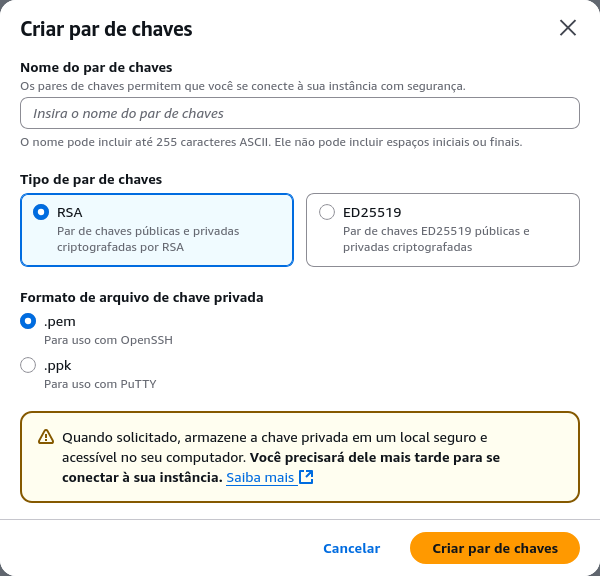 Criar par de chaves
Nome do par de chaves
Os pares de chaves permitem que você se conecte à sua instância com segurança.
Insira o nome do par de chaves
O nome pode incluir até 255 caracteres ASCII. Ele não pode incluir espaços iniciais ou finais.
Tipo de par de chaves
RSA
Par de chaves públicas e privadas
criptografadas por RSA
ED25519
Par de chaves ED25519 públicas e
privadas criptografadas
Formato de arquivo de chave privada
.pem
Para uso com OpenSSH
.ppk
Para uso com PuTTY
Quando solicitado, armazene a chave privada em um local seguro e
acessível no seu computador. Você precisará dele mais tarde para se
conectar à sua instância. Saiba mais
Cancelar
Criar par de chaves